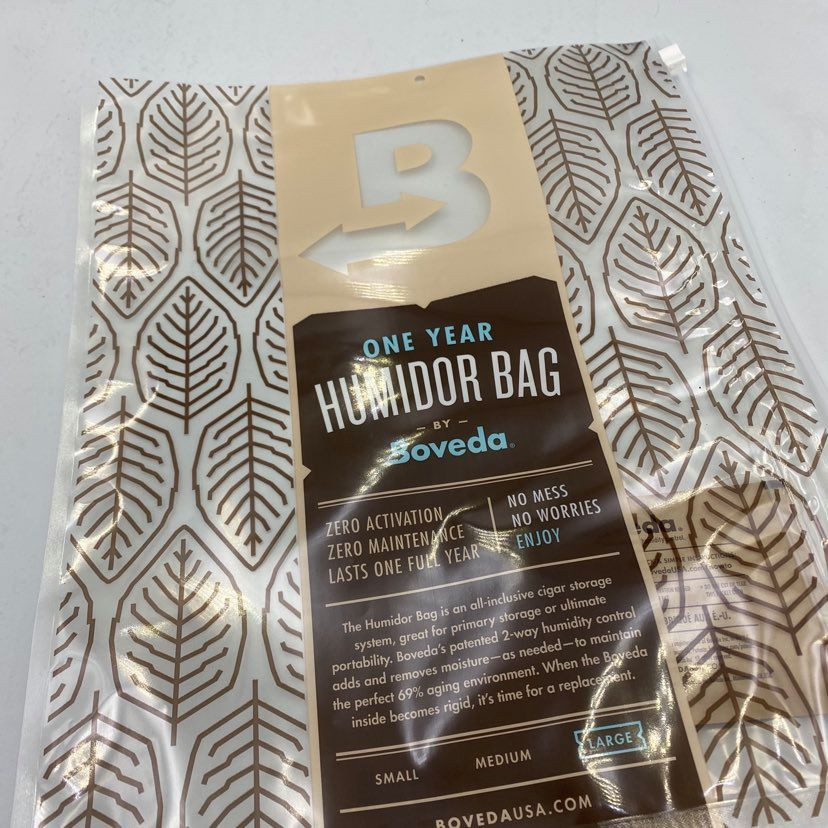 B
ONE YEAR
HUMIDOR BAG
– BY –
Boveda®
ZERO ACTIVATION
ZERO MAINTENANCE
LASTS ONE FULL YEAR
NO MESS
NO WORRIES
ENJOY
The Humidor Bag is an all-inclusive cigar storage
system, great for primary storage or ultimate
portability. Boveda's patented 2-way humidity control
adds and removes moisture—as needed—to maintain
the perfect 69% aging environment. When the Boveda
inside becomes rigid, it's time for a replacement.
SMALL MEDIUM LARGE
BOVEDAUSA.COM
eda.
SIMPLE INSTRUCTIONS